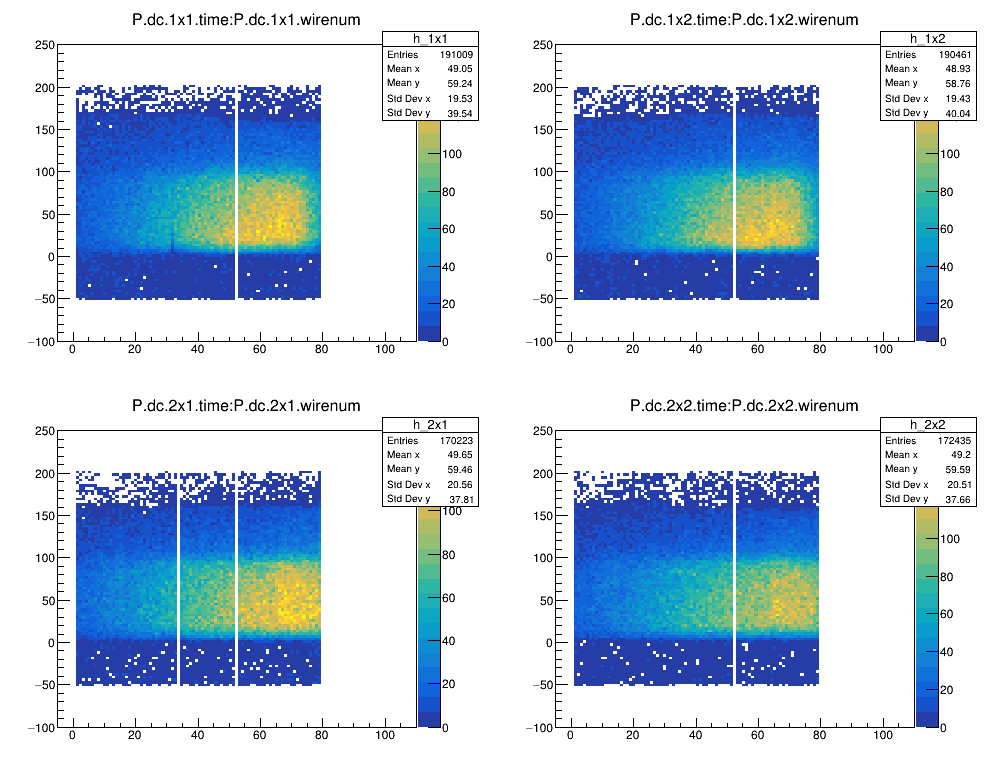 P.dc.1x1.time:P.dc.1x1.wirenum
h_1x1
Entries 191009
Mean x 49.05
Mean y 59.24
Std Dev x 19.53
Std Dev y 39.54
250
200
150
100
50
0
−50
−100
0 20 40 60 80 100
100
80
60
40
20
0
P.dc.1x2.time:P.dc.1x2.wirenum
h_1x2
Entries 190461
Mean x 48.93
Mean y 58.76
Std Dev x 19.43
Std Dev y 40.04
250
200
150
100
50
0
−50
−100
0 20 40 60 80 100
100
80
60
40
20
0
P.dc.2x1.time:P.dc.2x1.wirenum
h_2x1
Entries 170223
Mean x 49.65
Mean y 59.46
Std Dev x 20.56
Std Dev y 37.81
250
200
150
100
50
0
−50
−100
0 20 40 60 80 100
100
80
60
40
20
0
P.dc.2x2.time:P.dc.2x2.wirenum
h_2x2
Entries 172435
Mean x 49.2
Mean y 59.59
Std Dev x 20.51
Std Dev y 37.66
250
200
150
100
50
0
−50
−100
0 20 40 60 80 100
100
80
60
40
20
0